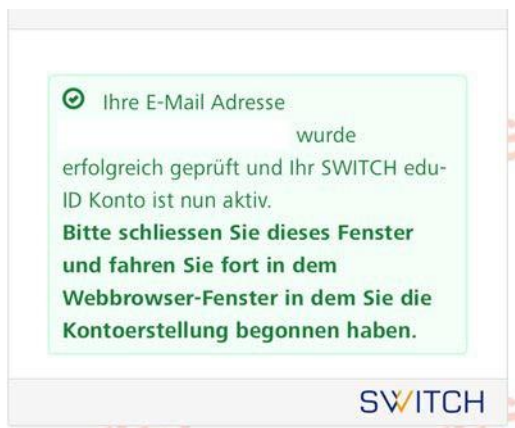 Ihre E-Mail Adresse
wurde
erfolgreich geprüft und Ihr SWITCH edu-
ID Konto ist nun aktiv.
Bitte schliessen Sie dieses Fenster
und fahren Sie fort in dem
Webbrowser-Fenster in dem Sie die
Kontoerstellung begonnen haben.
SWITCH